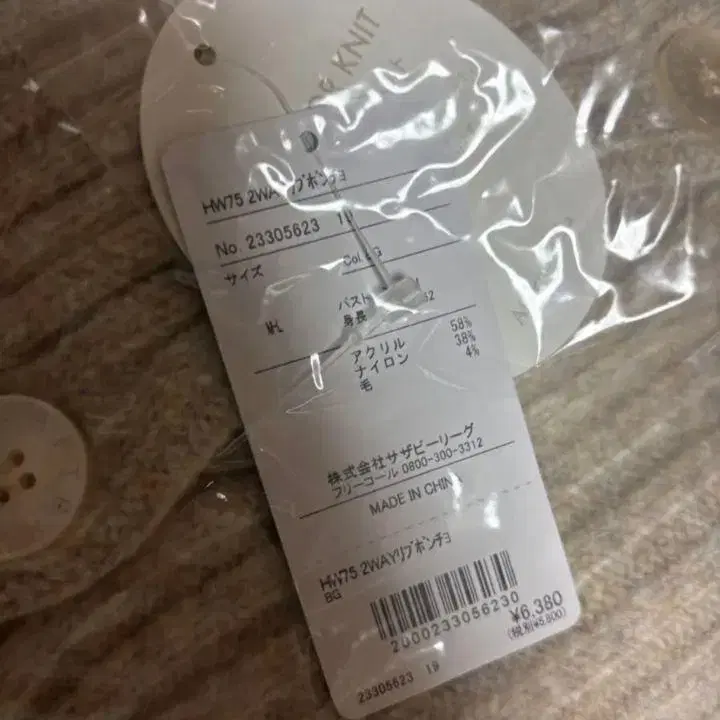 OF KNIT
HW75 2WAYリブポンチョ
No. 23305623 19
サイズ
Col BG
バスト
M-L
身長
アクリル 58%
ナイロン 38%
毛 4%
株式会社サザビーリーグ
フリーコール 0800-300-3312
MADE IN CHINA
HW75 2WAYリブポンチョ
BG
2000233056230
¥6,380
(税別¥5,800)
23305623 19